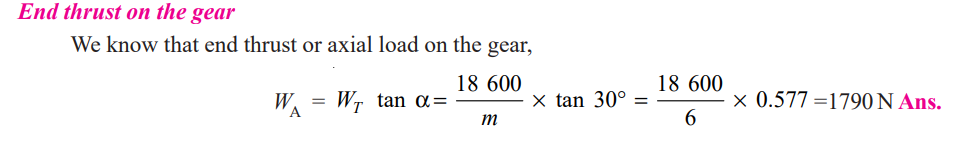 End thrust on the gear
We know that end thrust or axial load on the gear,
W_A = W_T tan α = 18 600/m × tan 30° = 18 600/6 × 0.577 =1790 N Ans.